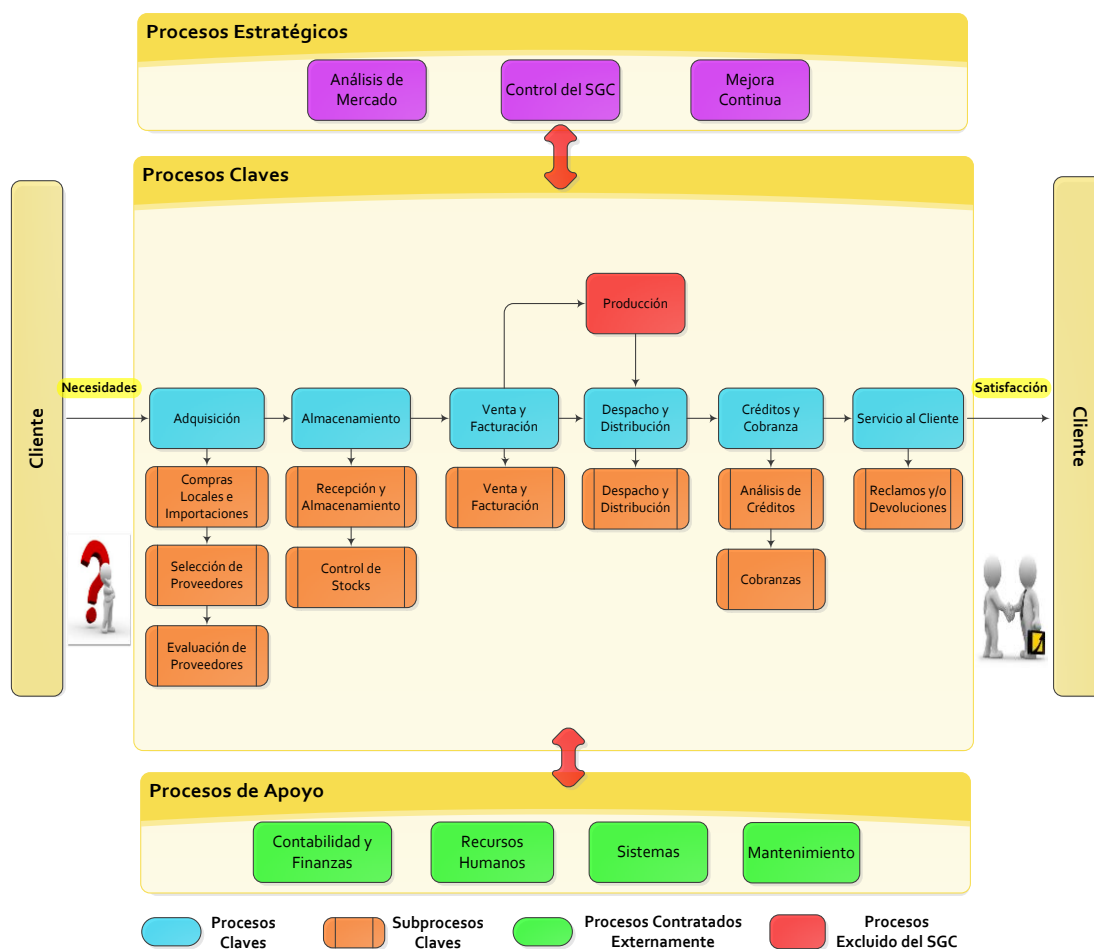 Procesos Estratégicos
Análisis de
Mercado
Control del SGC
Mejora
Continua
Procesos Claves
Cliente
Necesidades
Producción
Adquisición
Almacenamiento
Venta y
Facturación
Despacho y
Distribución
Créditos y
Cobranza
Servicio al Cliente
Satisfacción
Cliente
Compras
Locales e
Importaciones
Recepción y
Almacenamiento
Venta y
Facturación
Despacho y
Distribución
Análisis de
Créditos
Reclamos y/o
Devoluciones
Selección de
Proveedores
Control de
Stocks
Cobranzas
Evaluación de
Proveedores
Procesos de Apoyo
Contabilidad y
Finanzas
Recursos
Humanos
Sistemas
Mantenimiento
Procesos
Claves
Subprocesos
Claves
Procesos Contratados
Externamente
Procesos
Excluido del SGC